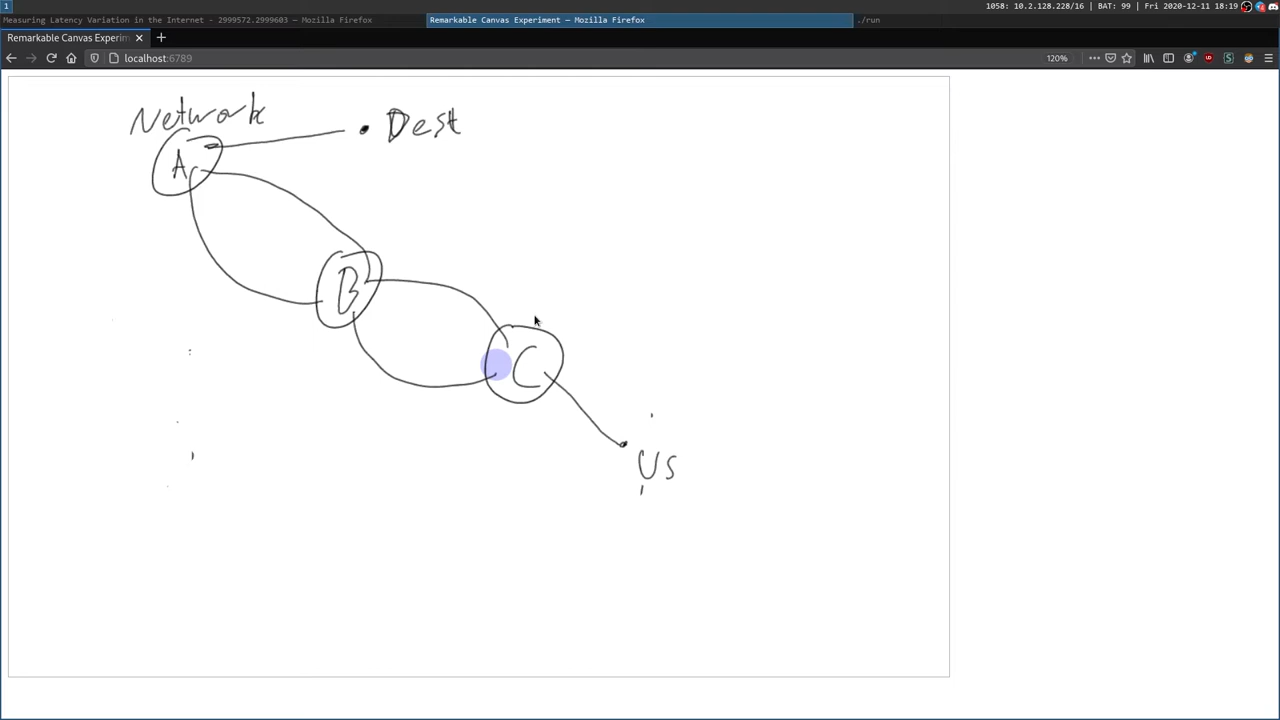 1
1058: 10.2.128.228/16 | BAT: 99 | Fri 2020-12-11 18:19
Measuring Latency Variation in the Internet - 2999572.2999603 — Mozilla Firefox
Remarkable Canvas Experiment — Mozilla Firefox
./run
Remarkable Canvas Experim
localhost:6789
120%
Network
Dest
A
B
C
Us